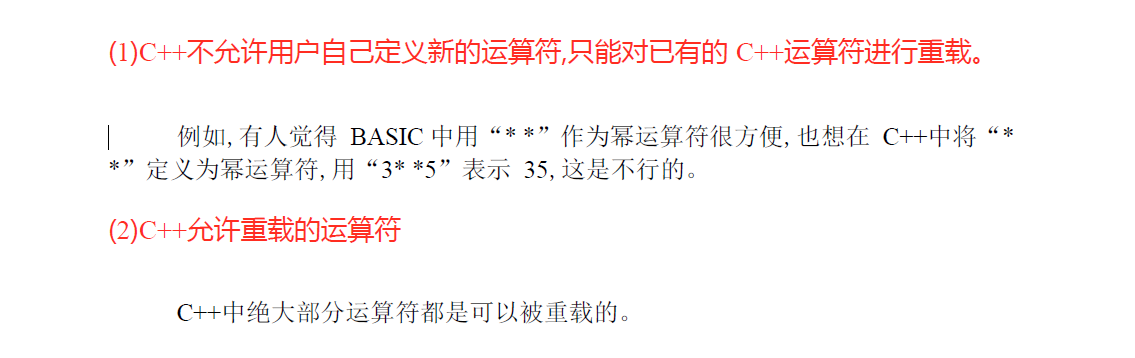 (1)C++不允许用户自己定义新的运算符,只能对已有的 C++运算符进行重载。
例如,有人觉得 BASIC 中用“* *”作为幂运算符很方便,也想在 C++中将“*
*”定义为幂运算符,用“3* *5”表示 35,这是不行的。
(2)C++允许重载的运算符
C++中绝大部分运算符都是可以被重载的。